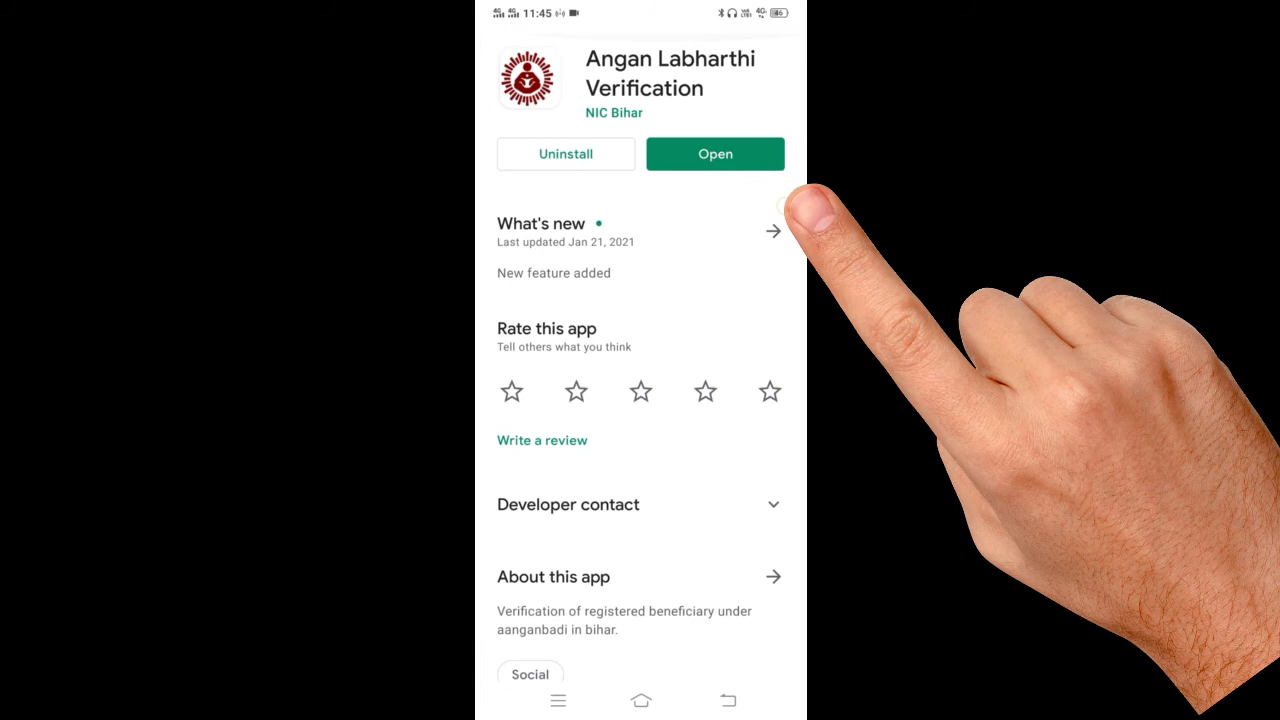 11:45
46
Angan Labharthi
Verification
NIC Bihar
Uninstall
Open
What's new
Last updated Jan 21, 2021
New feature added
Rate this app
Tell others what you think
Write a review
Developer contact
About this app
Verification of registered beneficiary under
aanganbadi in bihar.
Social